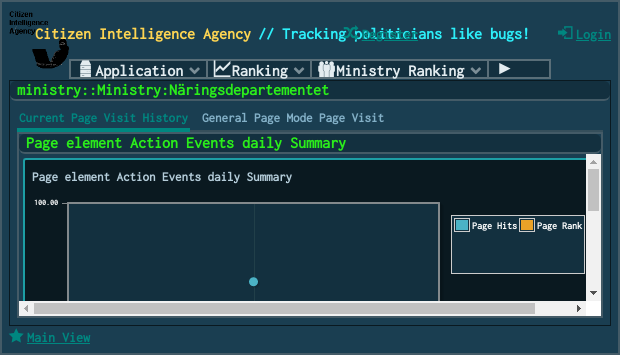 Citizen
Intelligence
Agency
Citizen Intelligence Agency // Tracking politicians like bugs!
Register
Login
Application
Ranking
Ministry Ranking
ministry::Ministry:Näringsdepartementet
Current Page Visit History
General Page Mode Page Visit
Page element Action Events daily Summary
Page element Action Events daily Summary
100.00
Page Hits
Page Rank
Main View